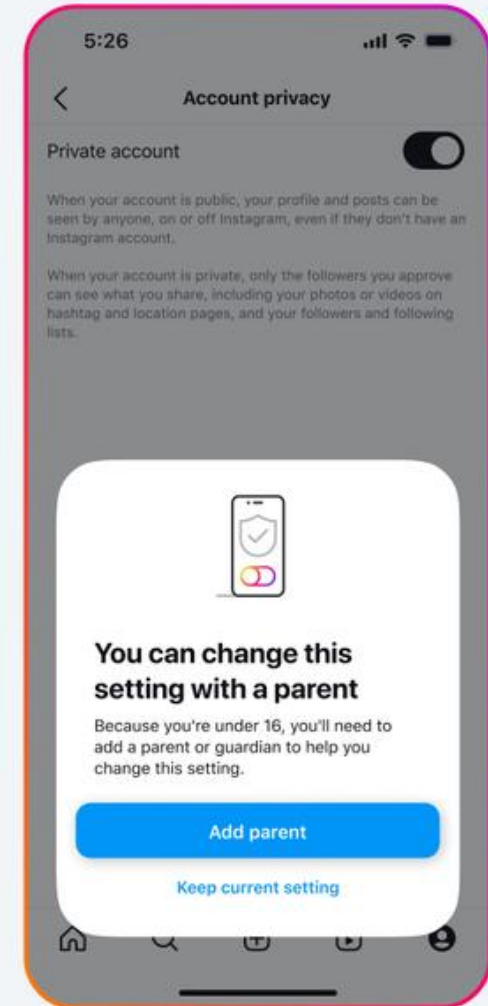 5:26
Account privacy
Private account
When your account is public, your profile and posts can be
seen by anyone, on or off Instagram, even if they don't have an
Instagram account.
When your account is private, only the followers you approve
can see what you share, including your photos or videos on
hashtag and location pages, and your followers and following
lists.
You can change this
setting with a parent
Because you're under 16, you'll need to
add a parent or guardian to help you
change this setting.
Add parent
Keep current setting